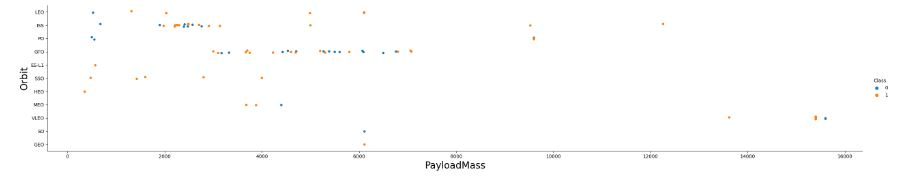 LEO
ISS
PO
GTO
ES-L1
SSO
HEO
MEO
VLEO
SO
GEO
Orbit
0
2000
4000
6000
8000
10000
12000
14000
16000
PayloadMass
Class
0
1